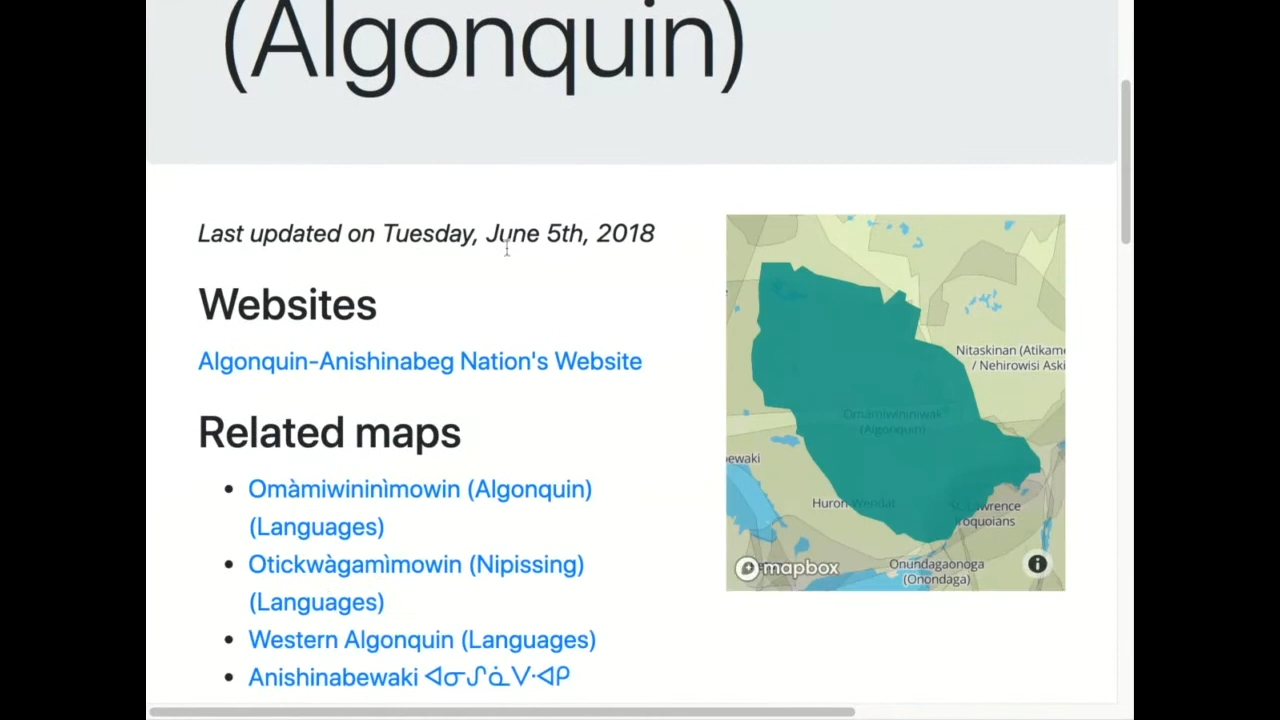 (Algonquin)
Last updated on Tuesday, June 5th, 2018
Websites
Algonquin-Anishinabeg Nation's Website
Related maps
Omàmiwininìmowin (Algonquin)
(Languages)
Otickwàgamìmowin (Nipissing)
(Languages)
Western Algonquin (Languages)
Anishinabewaki ᐊᓂᔑᓈᐯᐗᑭ
Nitaskinan (Atikam
/ Nehirowisi Aski
Omàmìwininìwak
(Algonquin)
ewaki
Huron-Wendat
St. Lawrence
Iroquoians
Onundagaonoga
(Onondaga)
mapbox